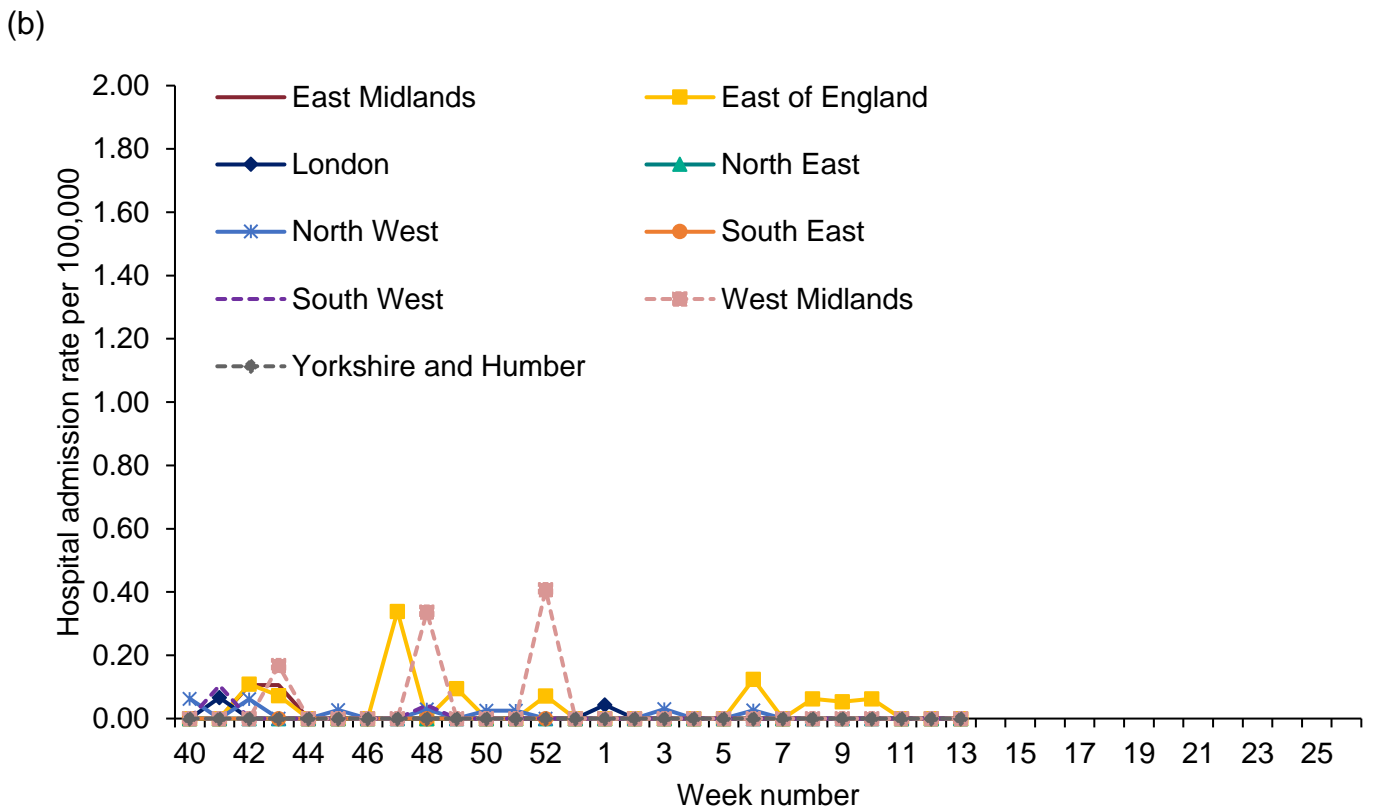 (b)
2.00
1.80
1.60
1.40
1.20
1.00
0.80
0.60
0.40
0.20
0.00
Hospital admission rate per 100,000
East Midlands East of England
London North East
North West South East
South West West Midlands
Yorkshire and Humber
40 42 44 46 48 50 52 1 3 5 7 9 11 13 15 17 19 21 23 25
Week number